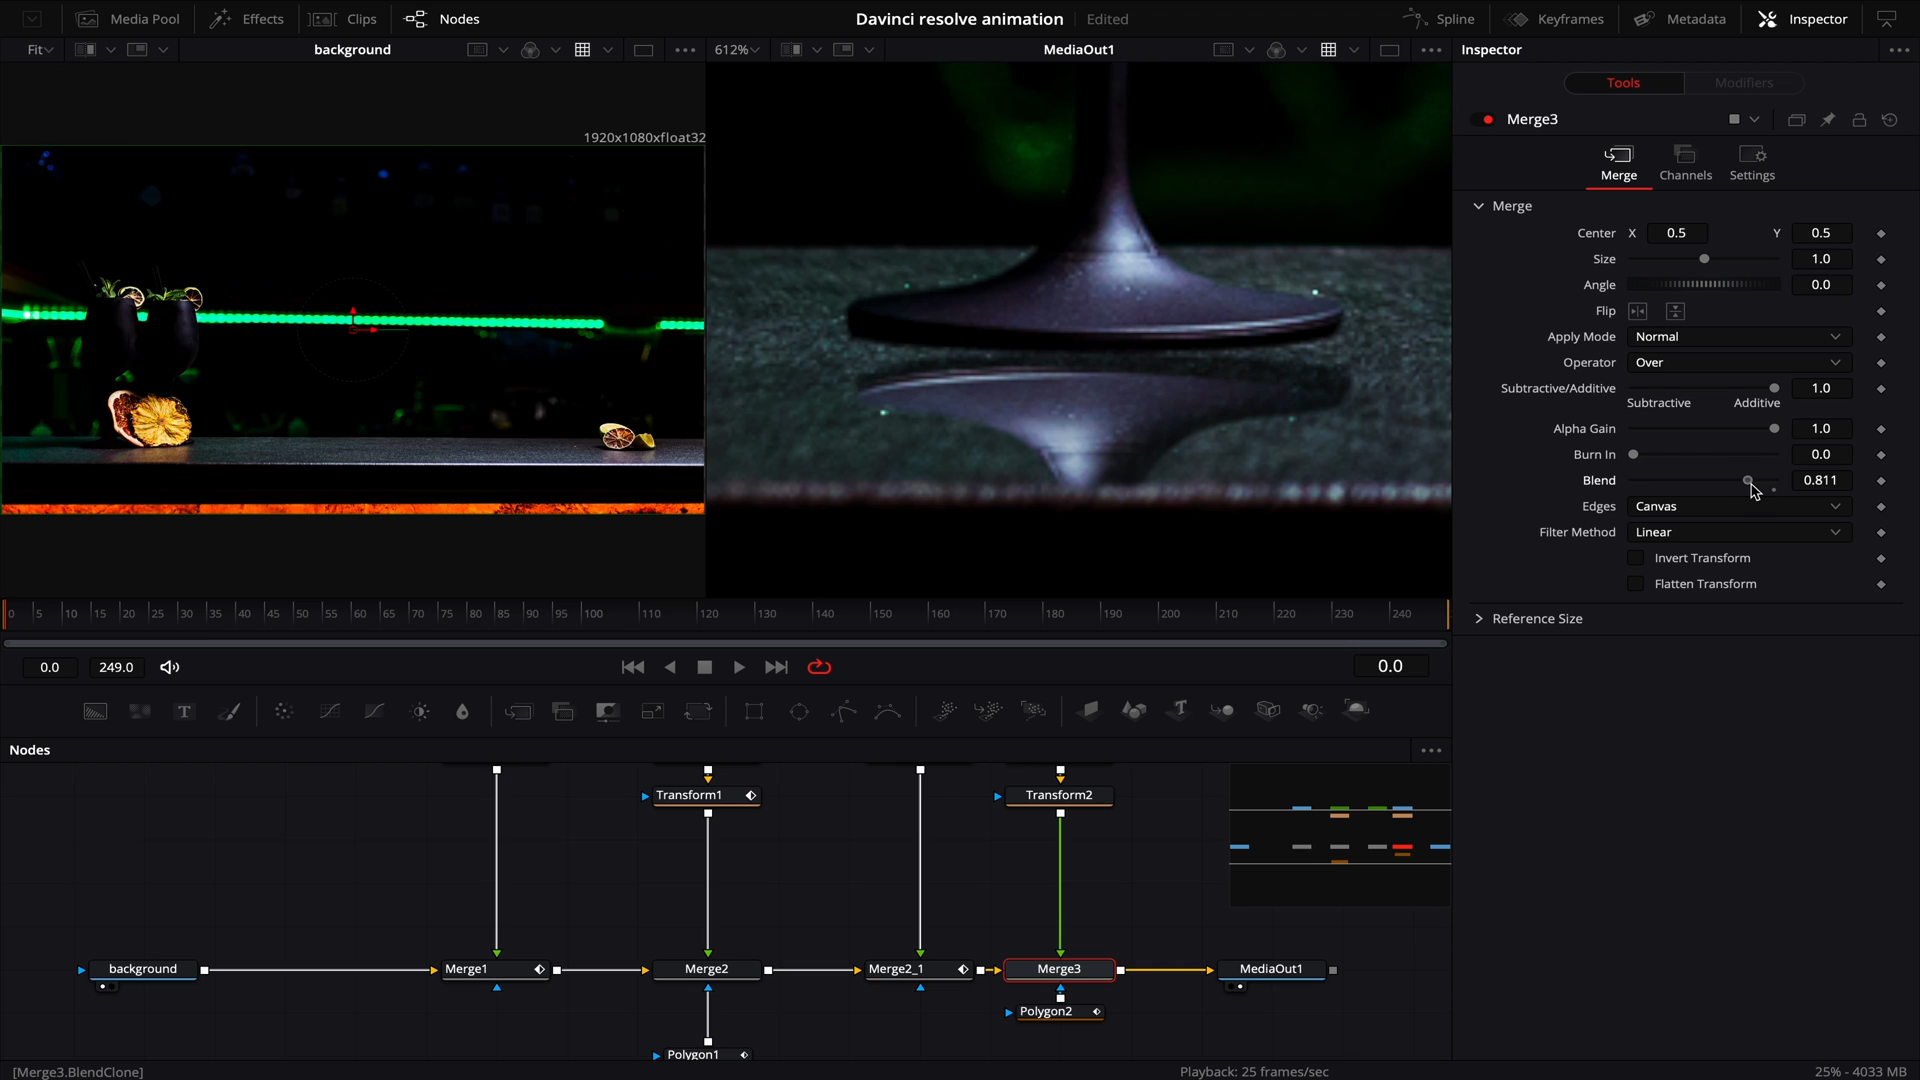 Media Pool Effects Clips Nodes Davinci resolve animation Edited Spline Keyframes Metadata Inspector
Fit background 612% MediaOut1 Inspector
Tools Modifiers
1920x1080xfloat32
Merge3
Merge Channels Settings
Merge
Center X 0.5 Y 0.5
Size 1.0
Angle 0.0
Flip
Apply Mode Normal
Operator Over
Subtractive/Additive 1.0
Subtractive Additive
Alpha Gain 1.0
Burn In 0.0
Blend 0.811
Edges Canvas
Filter Method Linear
Invert Transform
Flatten Transform
Reference Size
0 5 10 15 20 25 30 35 40 45 50 55 60 65 70 75 80 85 90 95 100 110 120 130 140 150 160 170 180 190 200 210 220 230 240
0.0 249.0 0.0
T T
Nodes
Transform1 Transform2
background Merge1 Merge2 Merge2_1 Merge3 MediaOut1
Polygon2
Polygon1
[Merge3.BlendClone] Playback: 25 frames/sec 25% - 4033 MB